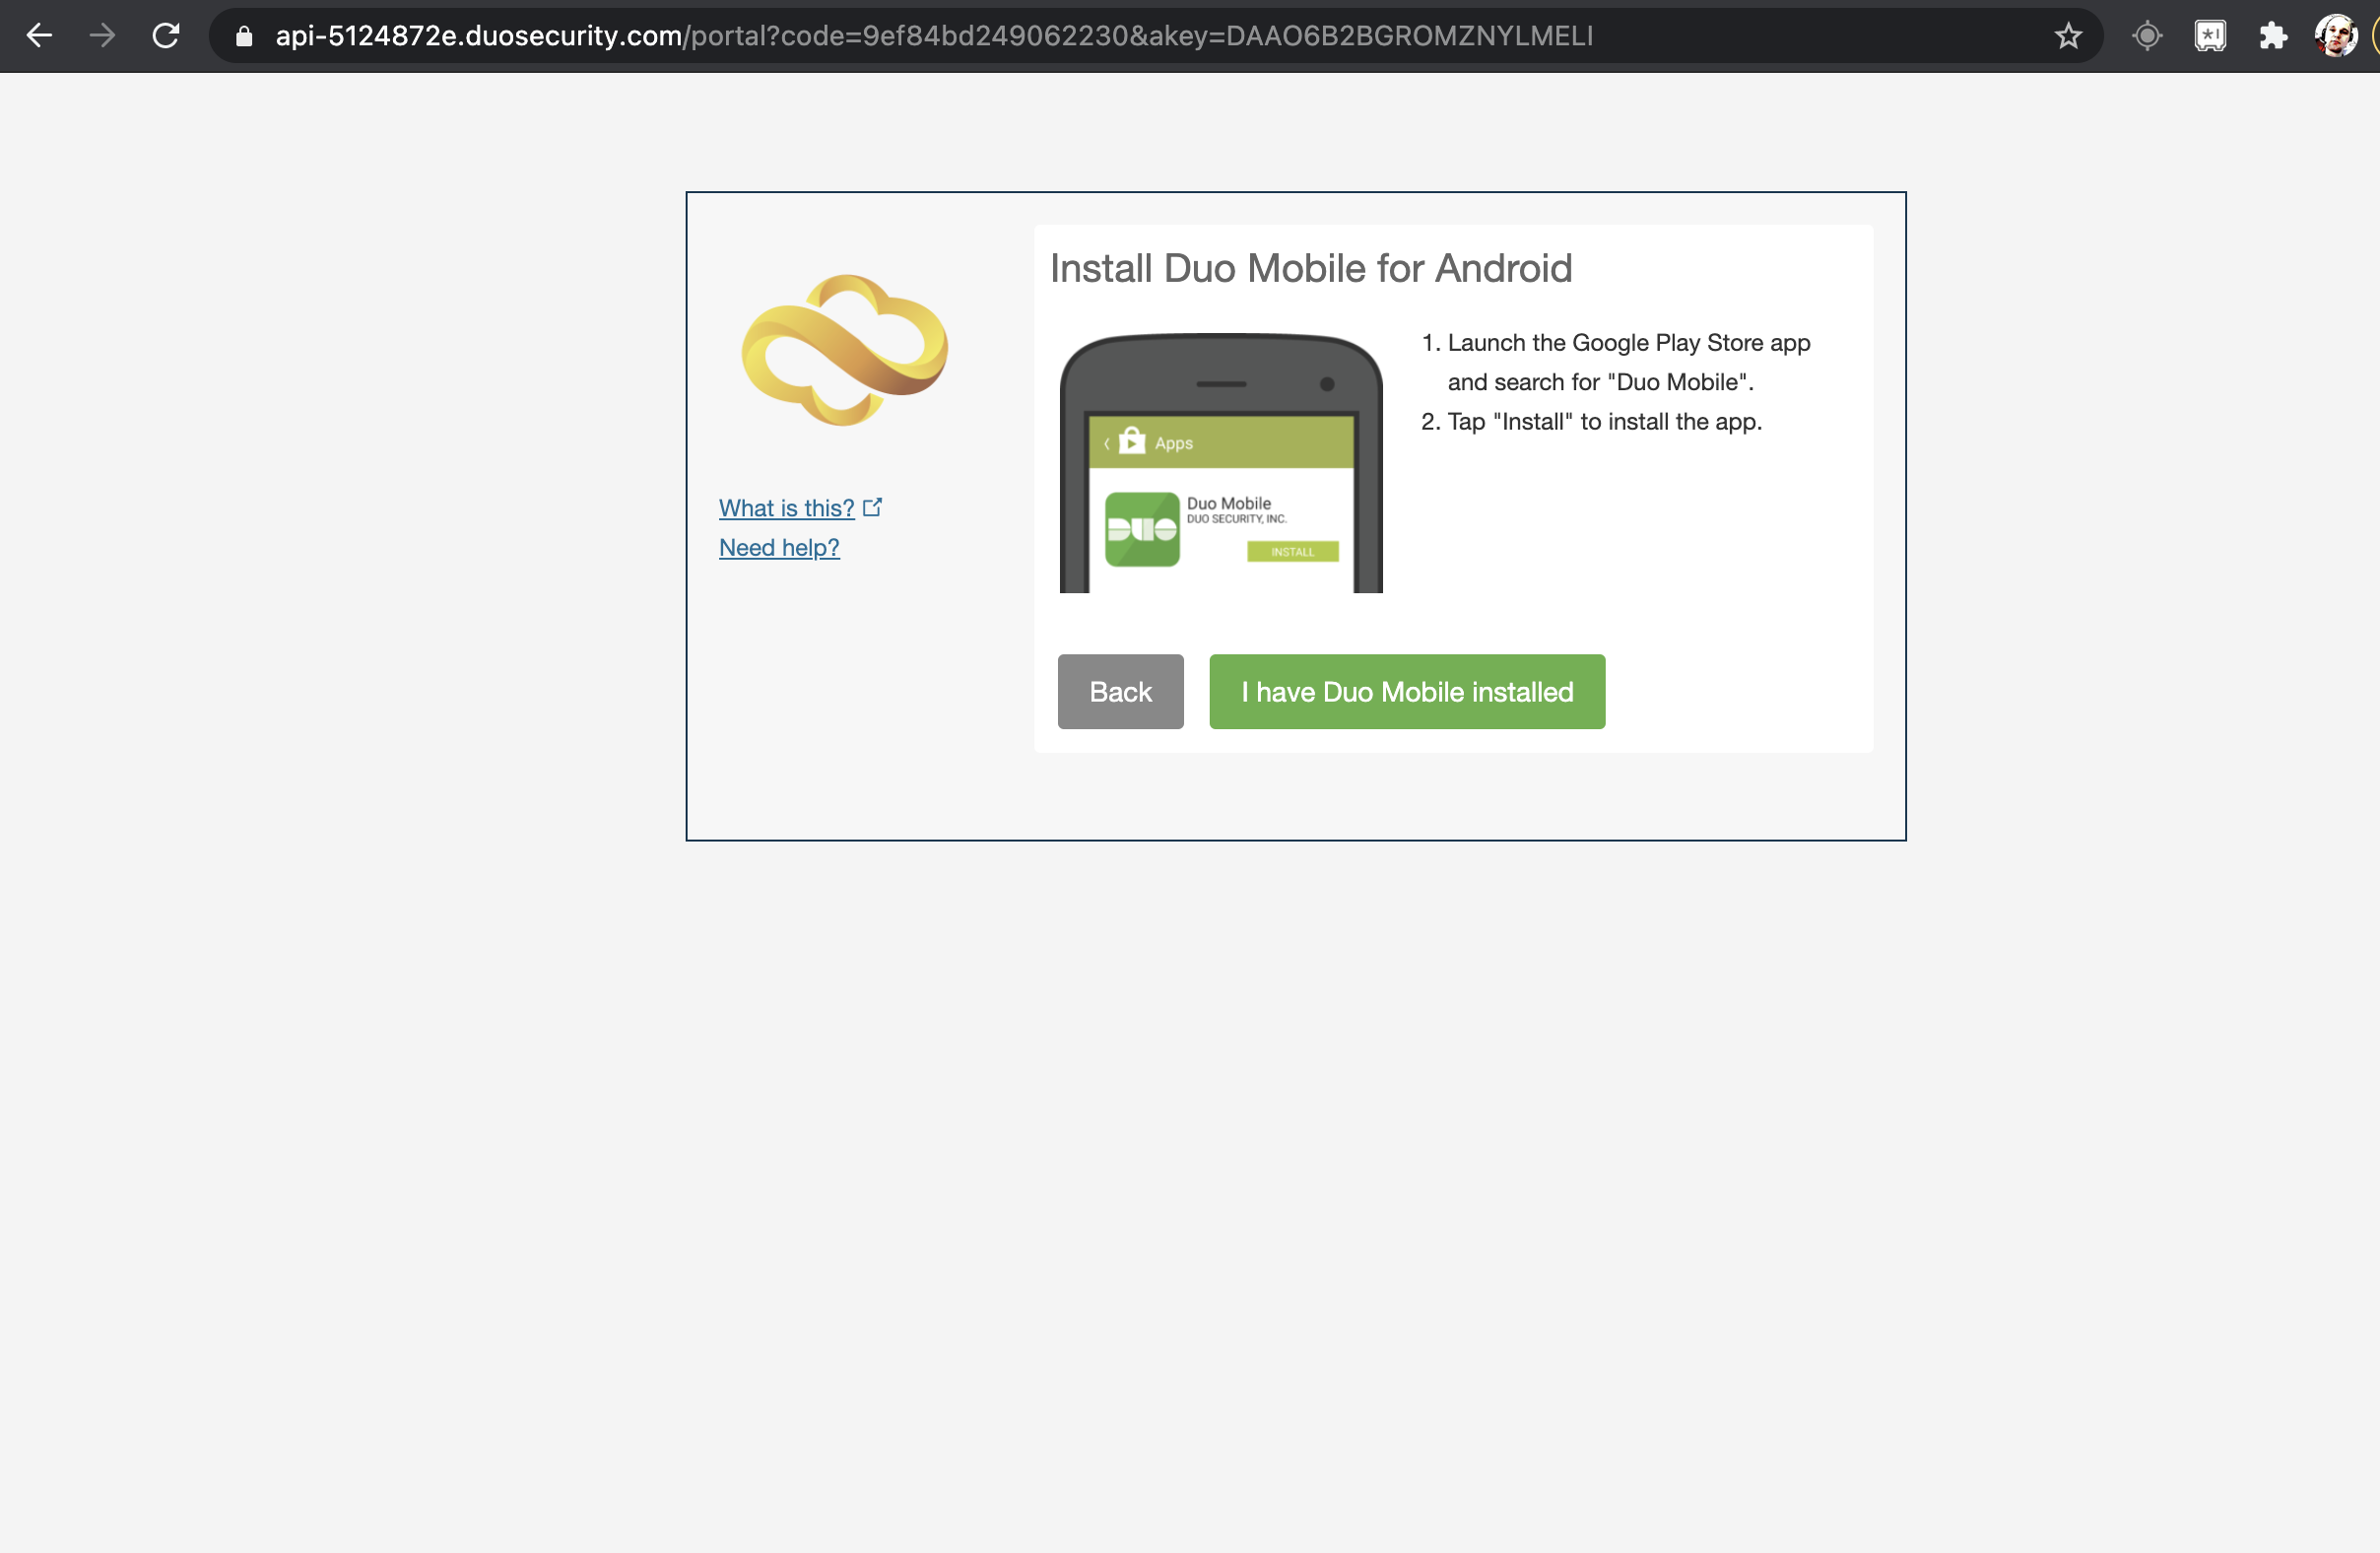 api-5124872e.duosecurity.com/portal?code=9ef84bd249062230&akey=DAAO6B2BGROMZNYLMELI
Install Duo Mobile for Android
1. Launch the Google Play Store app
and search for "Duo Mobile".
2. Tap "Install" to install the app.
Apps
DUO
Duo Mobile
DUO SECURITY, INC.
INSTALL
What is this?
Need help?
Back
I have Duo Mobile installed